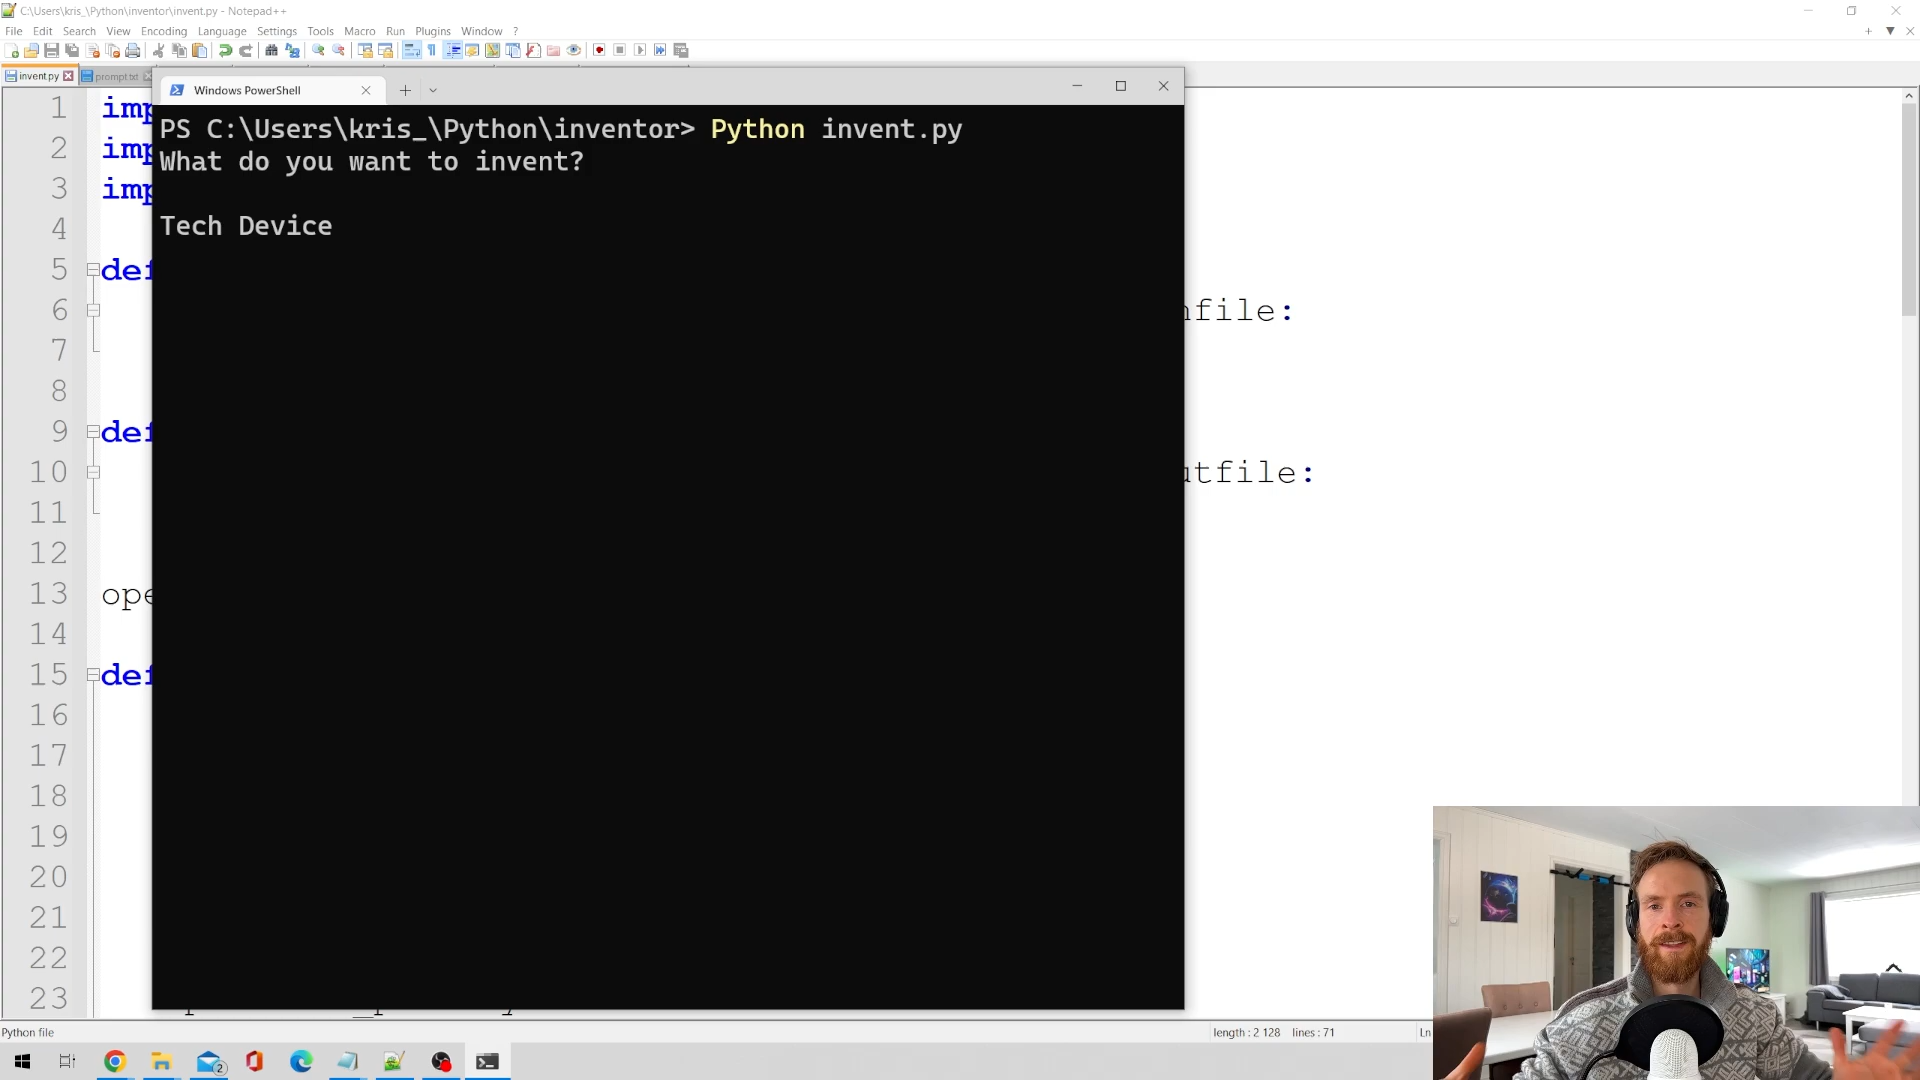 C:\Users\kris_\Python\inventor\invent.py - Notepad++
File Edit Search View Encoding Language Settings Tools Macro Run Plugins Window ?
invent.py prompt.txt
Windows PowerShell
PS C:\Users\kris_\Python\inventor> Python invent.py
What do you want to invent?
Tech Device
1 imp
2 imp
3 imp
4
5 def
6 nfile:
7
8
9 def
10 utfile:
11
12
13 ope
14
15 def
16
17
18
19
20
21
22
23
Python file length : 2 128 lines : 71 Ln
2